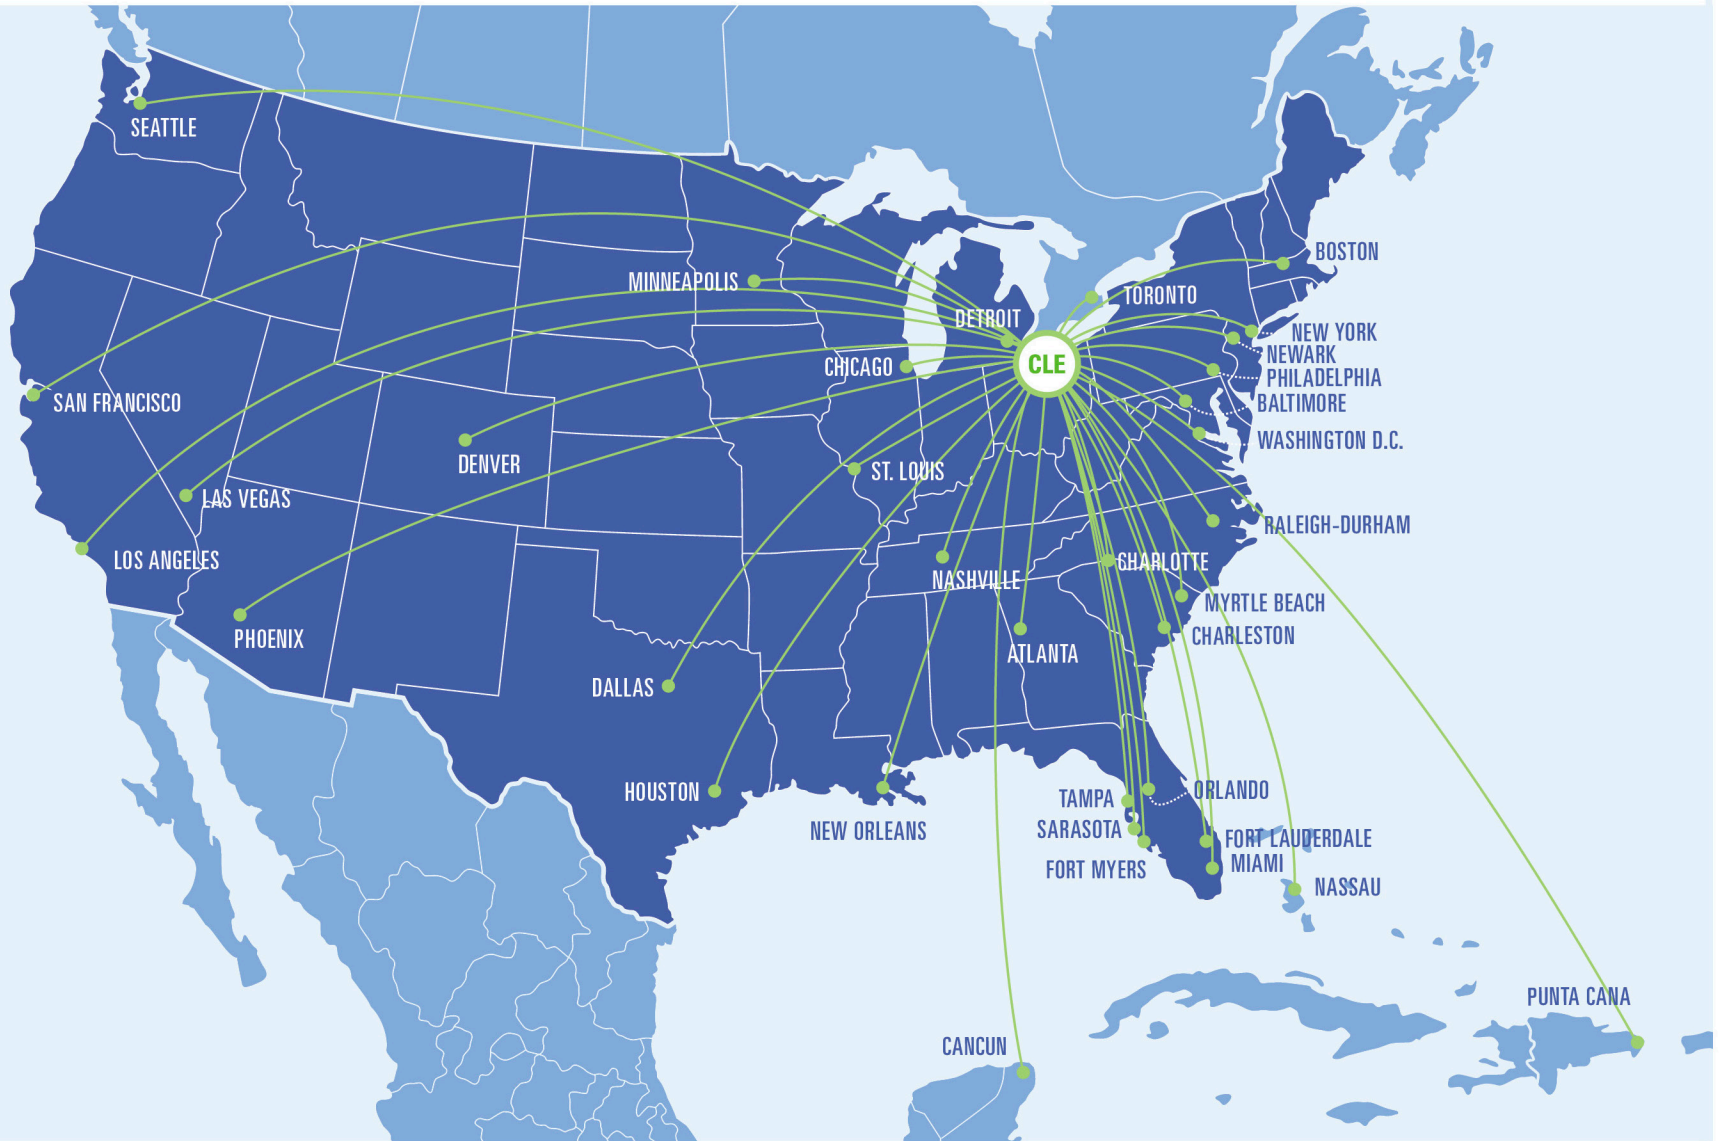 SEATTLE
BOSTON
MINNEAPOLIS
TORONTO
DETROIT
NEW YORK
NEWARK
CHICAGO
CLE
PHILADELPHIA
SAN FRANCISCO
BALTIMORE
WASHINGTON D.C.
DENVER
ST. LOUIS
LAS VEGAS
RALEIGH-DURHAM
LOS ANGELES
CHARLOTTE
NASHVILLE
MYRTLE BEACH
PHOENIX
CHARLESTON
ATLANTA
DALLAS
HOUSTON
ORLANDO
TAMPA
NEW ORLEANS
SARASOTA
FORT LAUDERDALE
FORT MYERS
MIAMI
NASSAU
PUNTA CANA
CANCUN